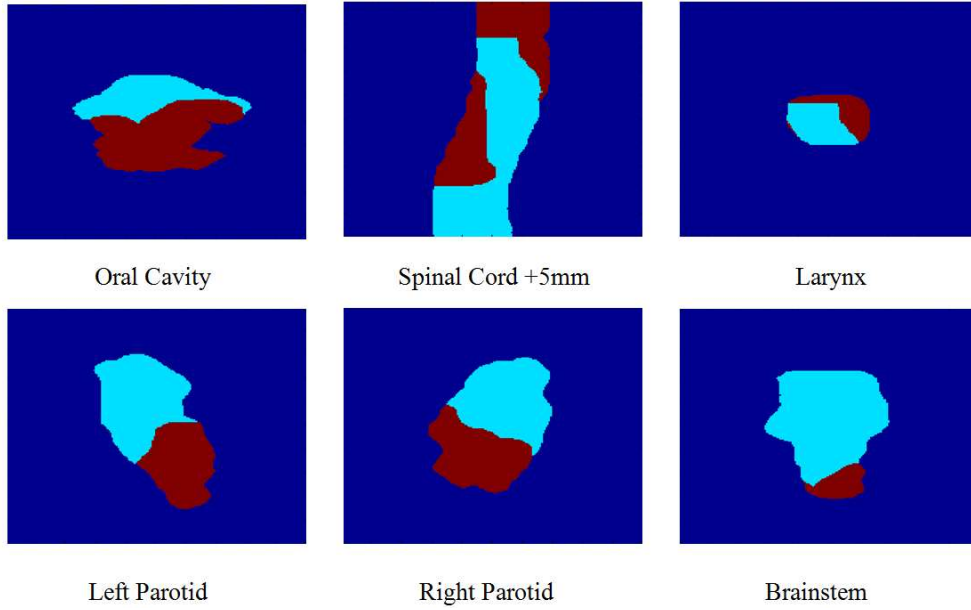 Oral Cavity
Spinal Cord +5mm
Larynx
Left Parotid
Right Parotid
Brainstem